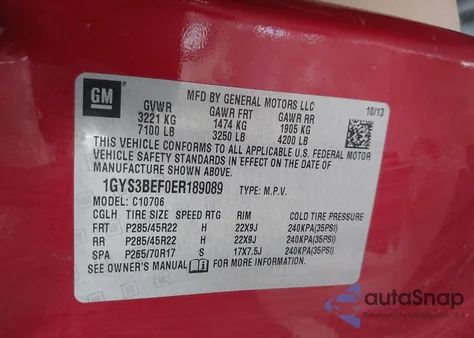 GM
MFD BY GENERAL MOTORS LLC
10/13
GVWR GAWR FRT GAWR RR
3221 KG 1474 KG 1905 KG
7100 LB 3250 LB 4200 LB
THIS VEHICLE CONFORMS TO ALL APPLICABLE U.S. FEDERAL MOTOR
VEHICLE SAFETY STANDARDS IN EFFECT ON THE DATE OF
MANUFACTURE SHOWN ABOVE.
1GYS3BEF0ER189089 TYPE: M.P.V.
MODEL: C10706
CGLH TIRE SIZE SPEED RTG RIM COLD TIRE PRESSURE
FRT P285/45R22 H 22X9J 240KPA(35PSI)
RR P285/45R22 H 22X9J 240KPA(35PSI)
SPA P265/70R17 S 17X7.5J 240KPA(35PSI)
SEE OWNER'S MANUAL FOR MORE INFORMATION
autoSnap